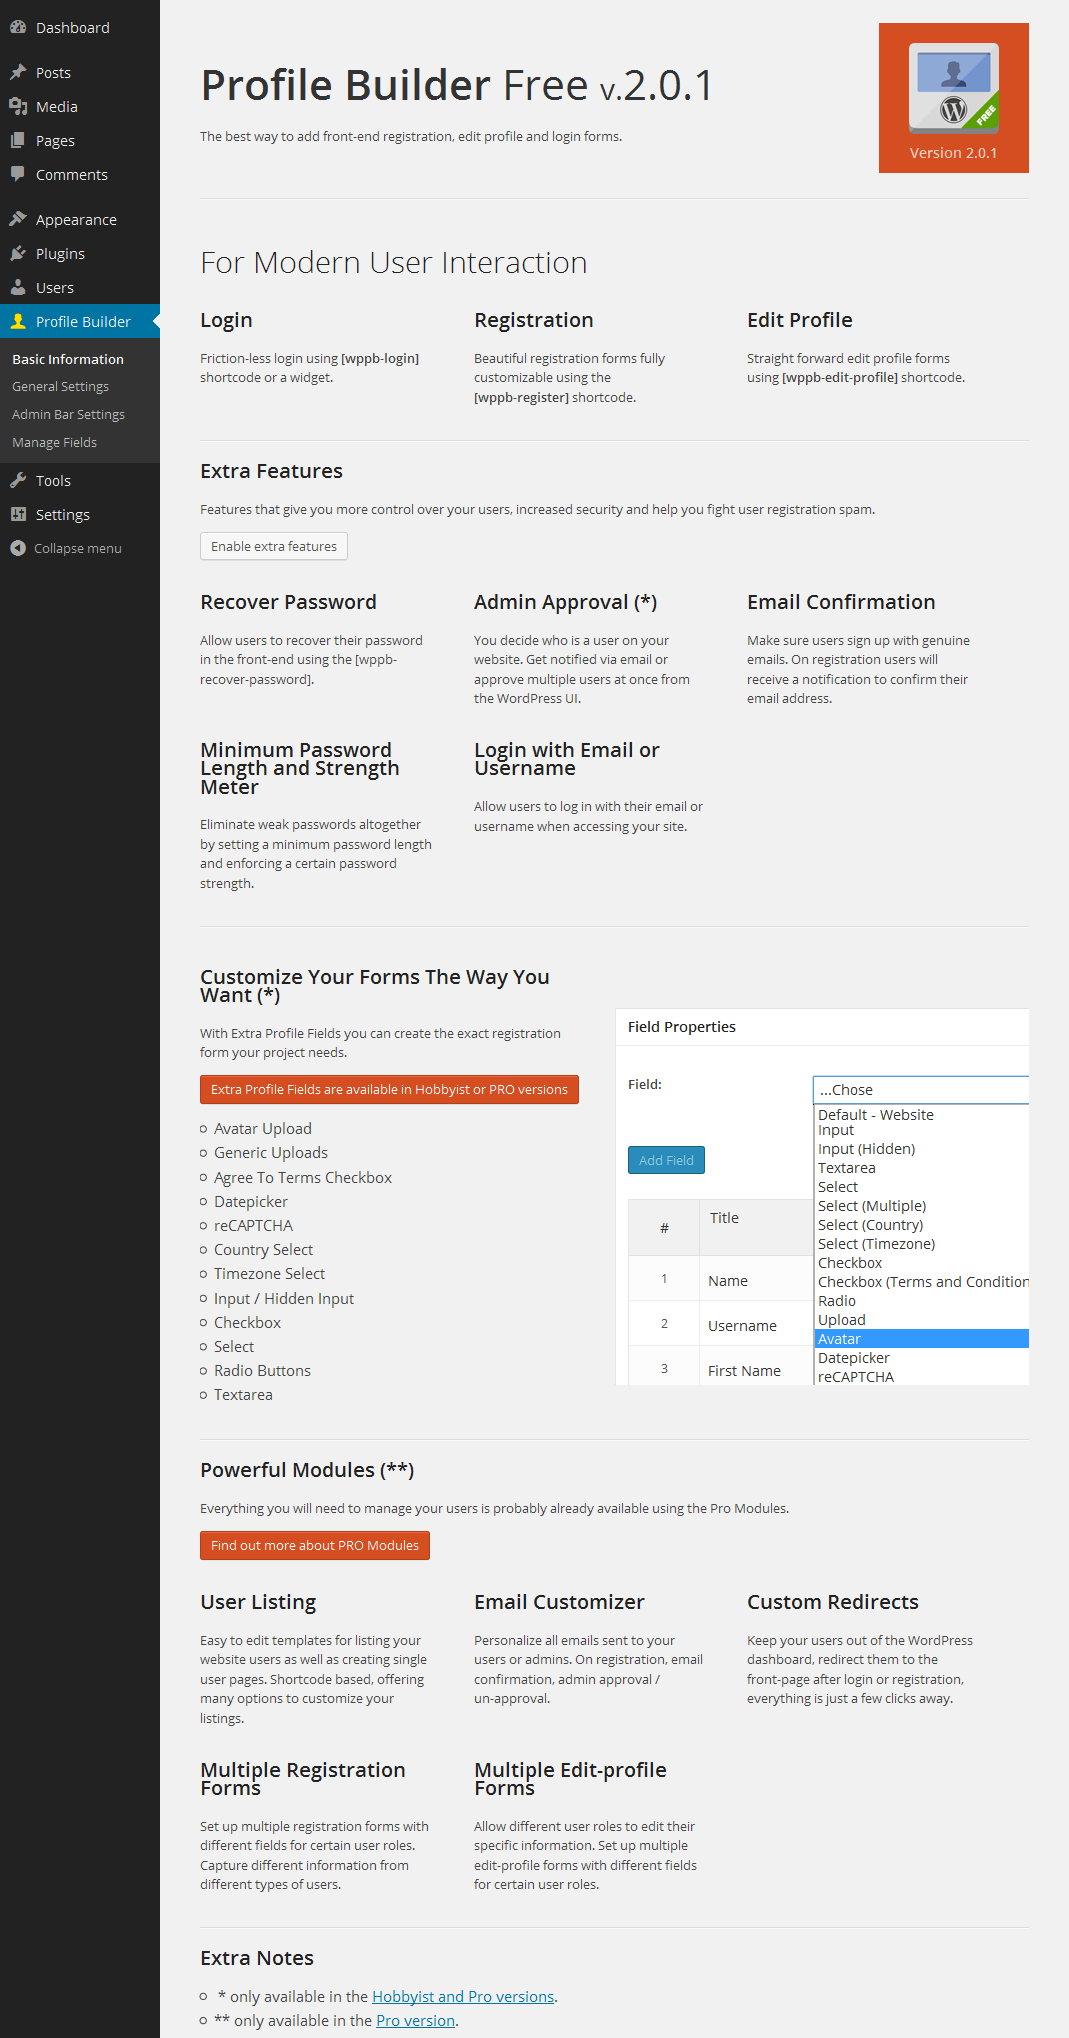 Dashboard
Posts
Media
Pages
Comments
Appearance
Plugins
Users
Profile Builder
Basic Information
General Settings
Admin Bar Settings
Manage Fields
Tools
Settings
Collapse menu
Profile Builder Free v.2.0.1
The best way to add front-end registration, edit profile and login forms.
FREE
Version 2.0.1
For Modern User Interaction
Login
Friction-less login using [wppb-login]
shortcode or a widget.
Registration
Beautiful registration forms fully
customizable using the
[wppb-register] shortcode.
Edit Profile
Straight forward edit profile forms
using [wppb-edit-profile] shortcode.
Extra Features
Features that give you more control over your users, increased security and help you fight user registration spam.
Enable extra features
Recover Password
Allow users to recover their password
in the front-end using the [wppb-
recover-password].
Admin Approval (*)
You decide who is a user on your
website. Get notified via email or
approve multiple users at once from
the WordPress UI.
Email Confirmation
Make sure users sign up with genuine
emails. On registration users will
receive a notification to confirm their
email address.
Minimum Password
Length and Strength
Meter
Eliminate weak passwords altogether
by setting a minimum password length
and enforcing a certain password
strength.
Login with Email or
Username
Allow users to log in with their email or
username when accessing your site.
Customize Your Forms The Way You
Want (*)
With Extra Profile Fields you can create the exact registration
form your project needs.
Extra Profile Fields are available in Hobbyist or PRO versions
Avatar Upload
Generic Uploads
Agree To Terms Checkbox
Datepicker
reCAPTCHA
Country Select
Timezone Select
Input / Hidden Input
Checkbox
Select
Radio Buttons
Textarea
Field Properties
Field:
...Chose
Default - Website
Input
Input (Hidden)
Textarea
Select
Select (Multiple)
Select (Country)
Select (Timezone)
Checkbox
Checkbox (Terms and Condition
Radio
Upload
Avatar
Datepicker
reCAPTCHA
Add Field
# Title
1 Name
2 Username
3 First Name
Powerful Modules (**)
Everything you will need to manage your users is probably already available using the Pro Modules.
Find out more about PRO Modules
User Listing
Easy to edit templates for listing your
website users as well as creating single
user pages. Shortcode based, offering
many options to customize your
listings.
Email Customizer
Personalize all emails sent to your
users or admins. On registration, email
confirmation, admin approval /
un-approval.
Custom Redirects
Keep your users out of the WordPress
dashboard, redirect them to the
front-page after login or registration,
everything is just a few clicks away.
Multiple Registration
Forms
Set up multiple registration forms with
different fields for certain user roles.
Capture different information from
different types of users.
Multiple Edit-profile
Forms
Allow different user roles to edit their
specific information. Set up multiple
edit-profile forms with different fields
for certain user roles.
Extra Notes
* only available in the Hobbyist and Pro versions.
** only available in the Pro version.